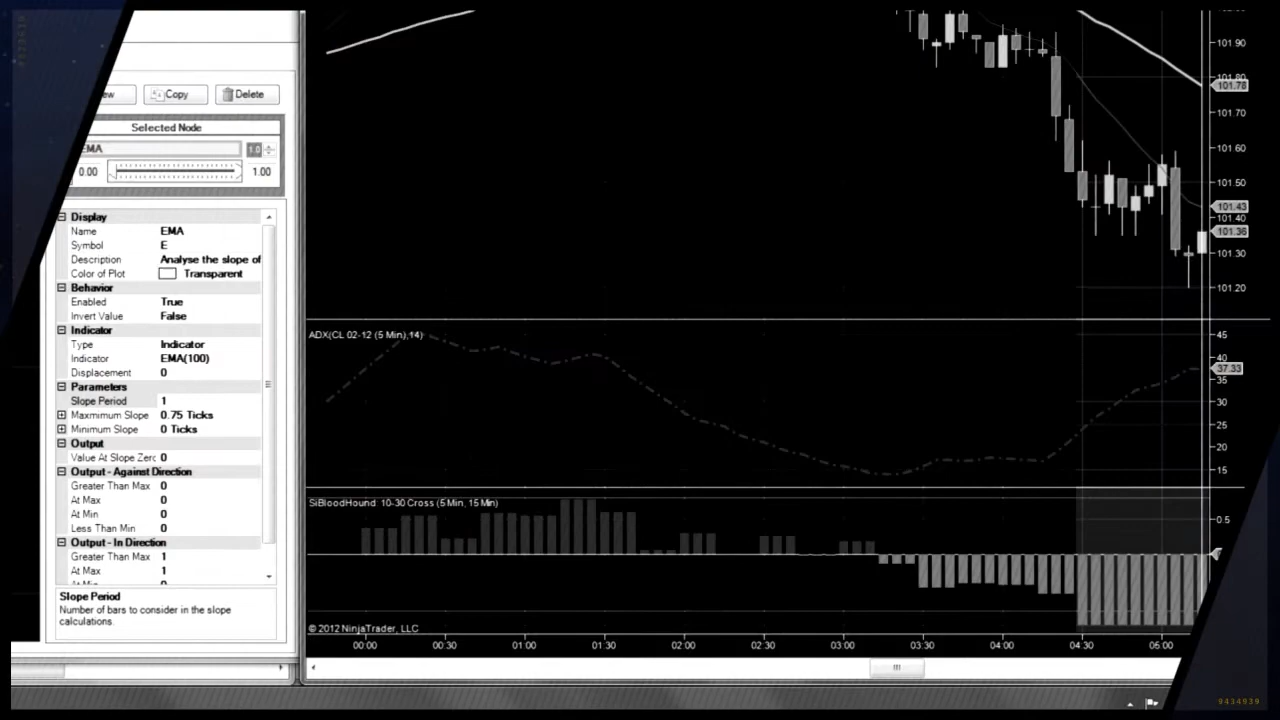 ew
Copy
Delete
Selected Node
EMA
1.0
0.00
1.00
Display
Name EMA
Symbol E
Description Analyse the slope of
Color of Plot Transparent
Behavior
Enabled True
Invert Value False
Indicator
Type Indicator
Indicator EMA(100)
Displacement 0
Parameters
Slope Period 1
Maxmimum Slope 0.75 Ticks
Minimum Slope 0 Ticks
Output
Value At Slope Zerc 0
Output - Against Direction
Greater Than Max 0
At Max 0
At Min 0
Less Than Min 0
Output - In Direction
Greater Than Max 1
At Max 1
At Min 0
Slope Period
Number of bars to consider in the slope
calculations.
101.90
101.80
101.78
101.70
101.60
101.50
101.43
101.40
101.36
101.30
101.20
ADX(CL 02-12 (5 Min),14)
45
40
37.33
35
30
25
20
15
SiBloodHound: 10-30 Cross (5 Min, 15 Min)
0.5
© 2012 NinjaTrader, LLC
00:00 00:30 01:00 01:30 02:00 02:30 03:00 03:30 04:00 04:30 05:00
9434939